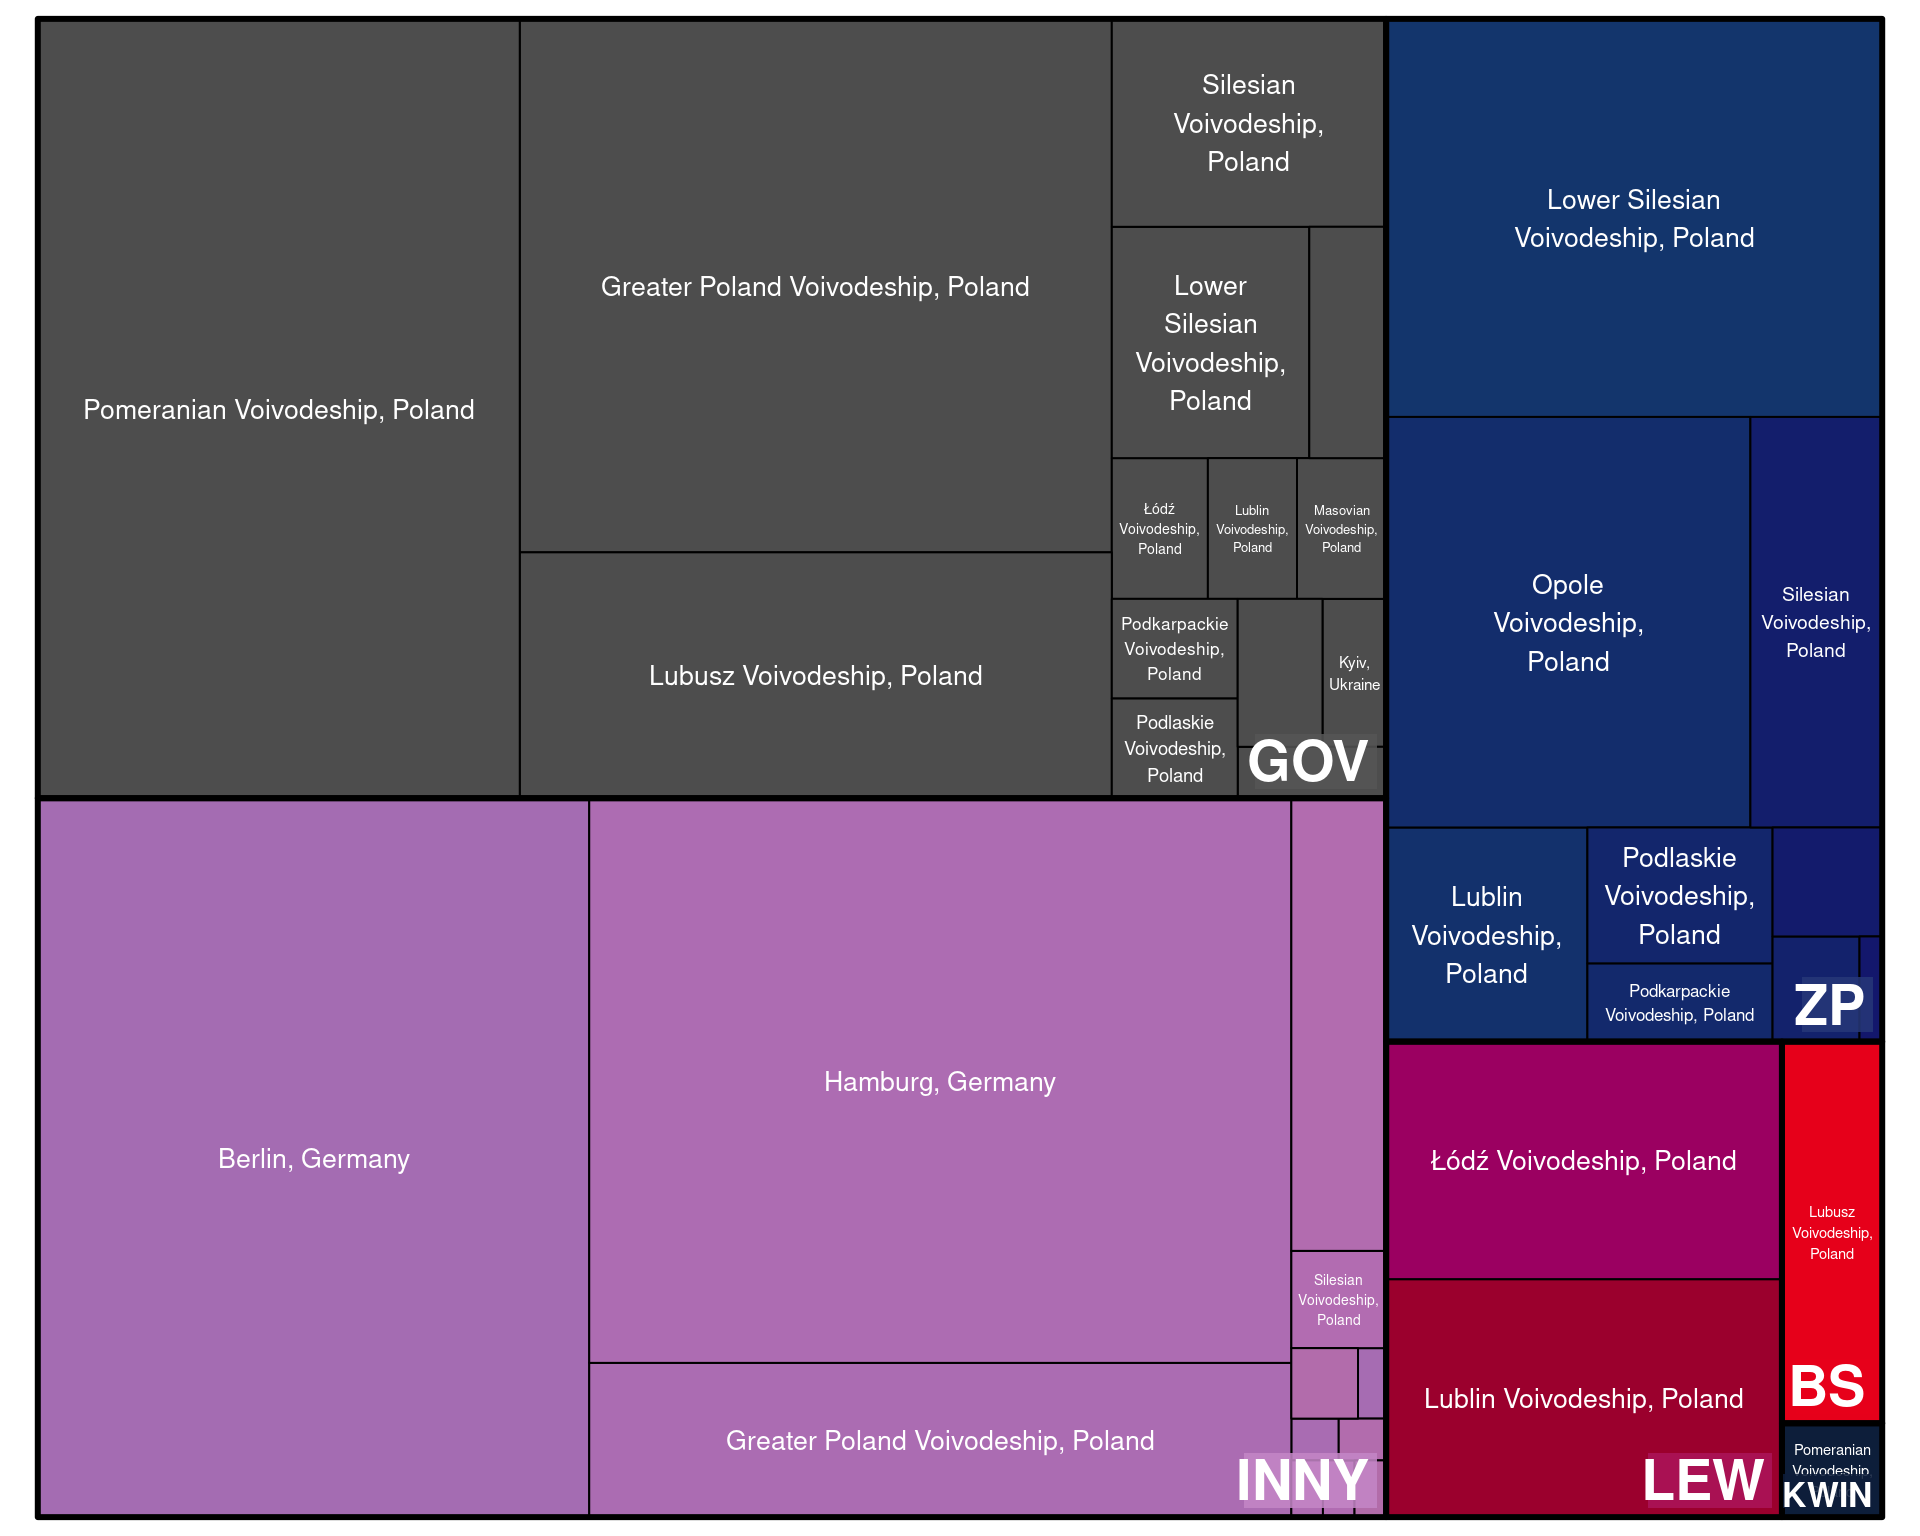 Pomeranian Voivodeship, Poland
Greater Poland Voivodeship, Poland
Lubusz Voivodeship, Poland
Silesian
Voivodeship,
Poland
Lower
Silesian
Voivodeship,
Poland
Łódź
Voivodeship,
Poland
Lublin
Voivodeship,
Poland
Masovian
Voivodeship,
Poland
Podkarpackie
Voivodeship,
Poland
Kyiv,
Ukraine
Podlaskie
Voivodeship,
Poland
GOV
Berlin, Germany
Hamburg, Germany
Silesian
Voivodeship,
Poland
Greater Poland Voivodeship, Poland
INNY
Lower Silesian
Voivodeship, Poland
Opole
Voivodeship,
Poland
Silesian
Voivodeship,
Poland
Lublin
Voivodeship,
Poland
Podlaskie
Voivodeship,
Poland
Podkarpackie
Voivodeship, Poland
ZP
Łódź Voivodeship, Poland
Lublin Voivodeship, Poland
LEW
Lubusz
Voivodeship,
Poland
BS
Pomeranian
Voivodeship,
KWIN